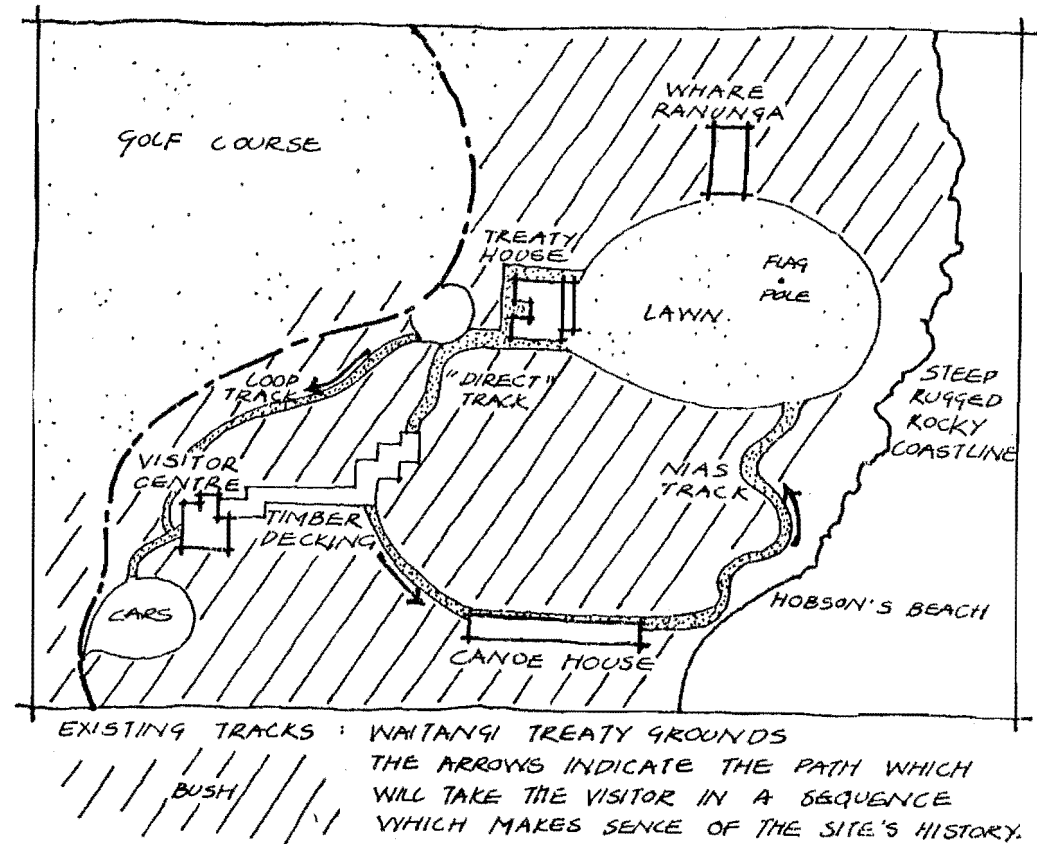 GOLF COURSE
WHARE
RANUNGA
TREATY
HOUSE
FLAG
POLE
LAWN
LOOP
TRACK
"DIRECT"
TRACK
STEEP
RUGGED
ROCKY
COASTLINE
VISITOR
CENTRE
NIAS
TRACK
TIMBER
DECKING
CARS
HOBSON'S BEACH
CANOE HOUSE
EXISTING TRACKS : WAITANGI TREATY GROUNDS
THE ARROWS INDICATE THE PATH WHICH
BUSH
WILL TAKE THE VISITOR IN A SEQUENCE
WHICH MAKES SENCE OF THE SITE'S HISTORY.